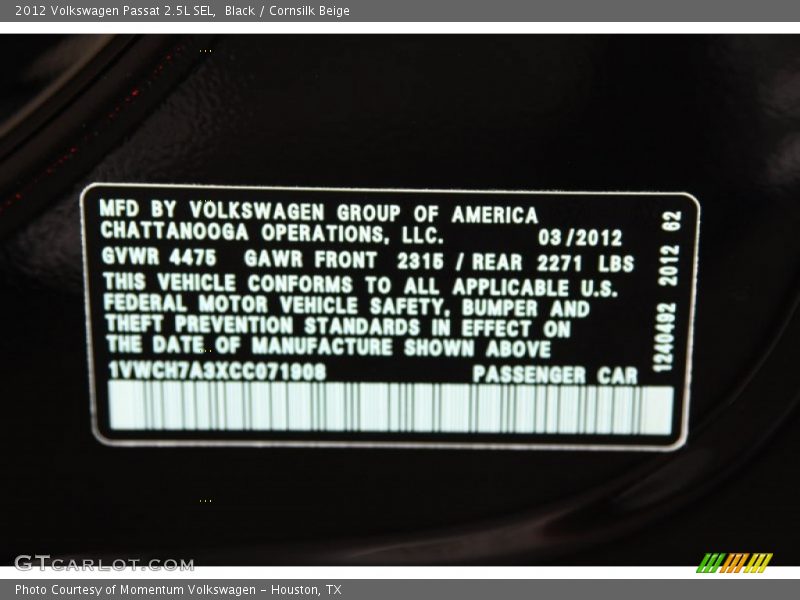 2012 Volkswagen Passat 2.5L SEL,  Black / Cornsilk Beige
MFD BY VOLKSWAGEN GROUP OF AMERICA
CHATTANOOGA OPERATIONS, LLC.
03/2012
GVWR 4475 GAWR FRONT 2315 / REAR 2271 LBS
THIS VEHICLE CONFORMS TO ALL APPLICABLE U.S.
FEDERAL MOTOR VEHICLE SAFETY, BUMPER AND
THEFT PREVENTION STANDARDS IN EFFECT ON
THE DATE OF MANUFACTURE SHOWN ABOVE
1VWCH7A3XCC071908 PASSENGER CAR
1240492 2012 62
GTCARLOT.COM
Photo Courtesy of Momentum Volkswagen - Houston, TX